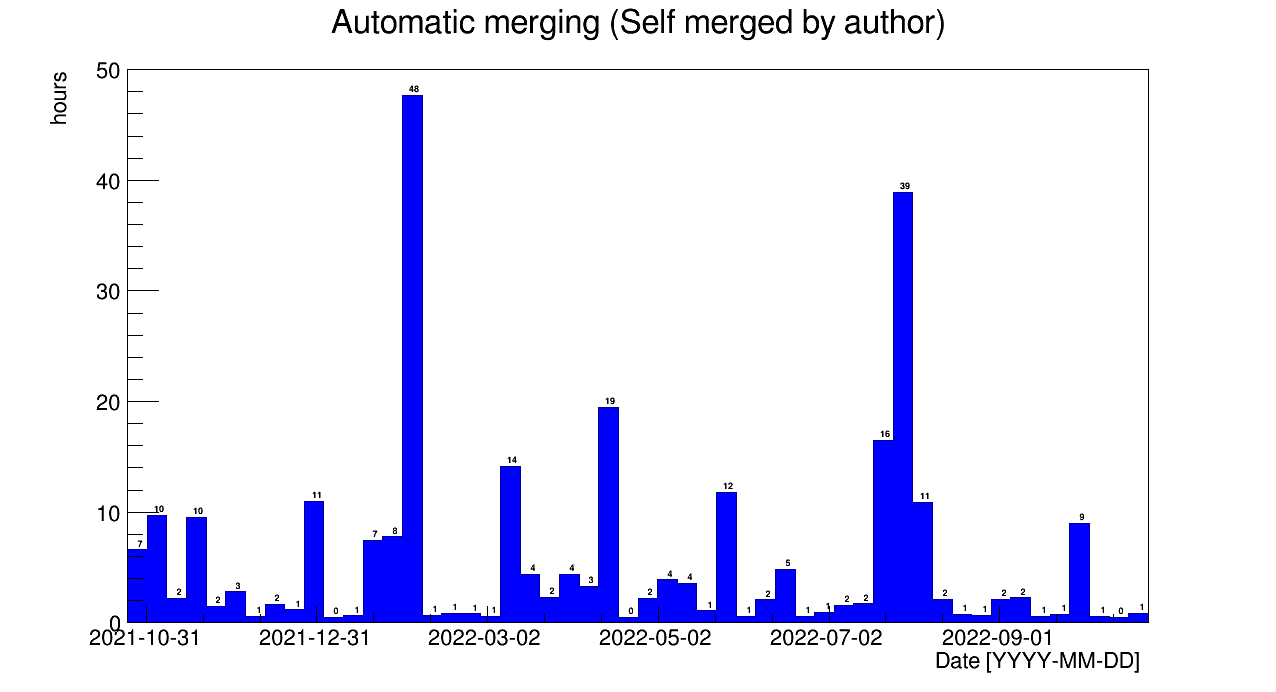 Automatic merging (Self merged by author)
hours
50
40
30
20
10
0
7 10 2 10 2 3 1 2 1 11 0 1 7 8 48 1 1 1 1 14 4 2 4 3 19 0 2 4 4 1 12 1 2 5 1 1 2 2 16 39 11 2 1 1 2 2 1 1 9 1 0 1
2021-10-31 2021-12-31 2022-03-02 2022-05-02 2022-07-02 2022-09-01
Date [YYYY-MM-DD]